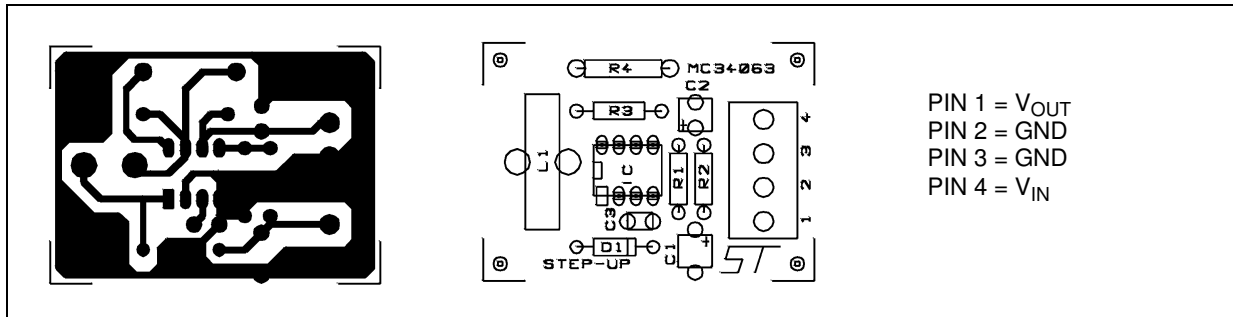 R4
MC34063
C2
R3
+
L1
IC
R1
R2
4
3
2
1
C3
D1
C1
+
STEP-UP
ST
PIN 1 = VOUT
PIN 2 = GND
PIN 3 = GND
PIN 4 = VIN